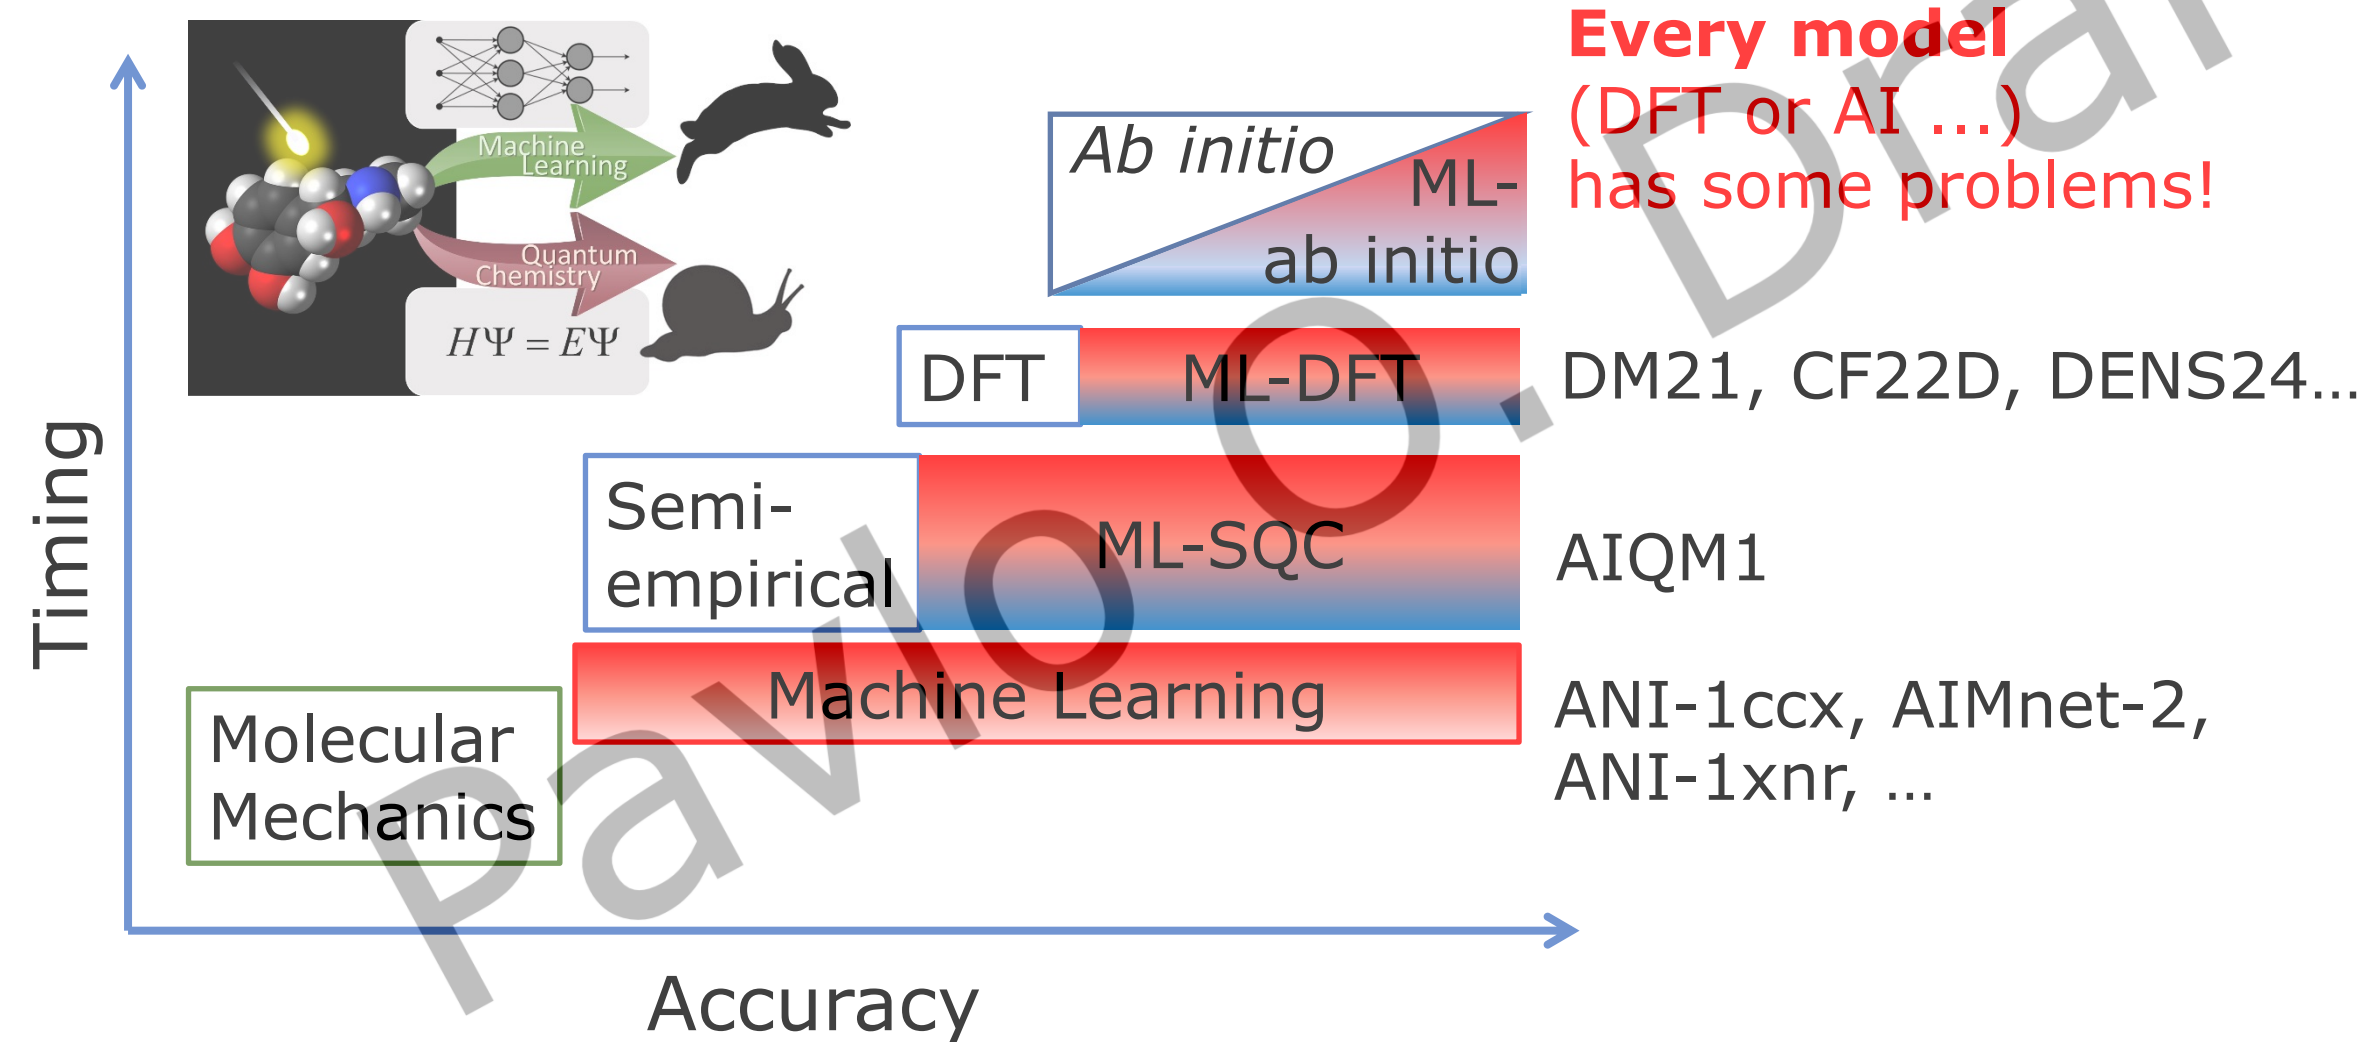 Every model
(DFT or AI ...)
has some problems!
Machine
Learning
Quantum
Chemistry
HΨ = EΨ
Ab initio
ML-
ab initio
DFT
ML-DFT
DM21, CF22D, DENS24...
Semi-
empirical
ML-SQC
AIQM1
Machine Learning
ANI-1ccx, AIMnet-2,
ANI-1xnr, ...
Molecular
Mechanics
Timing
Accuracy
Pavlo O. Dral